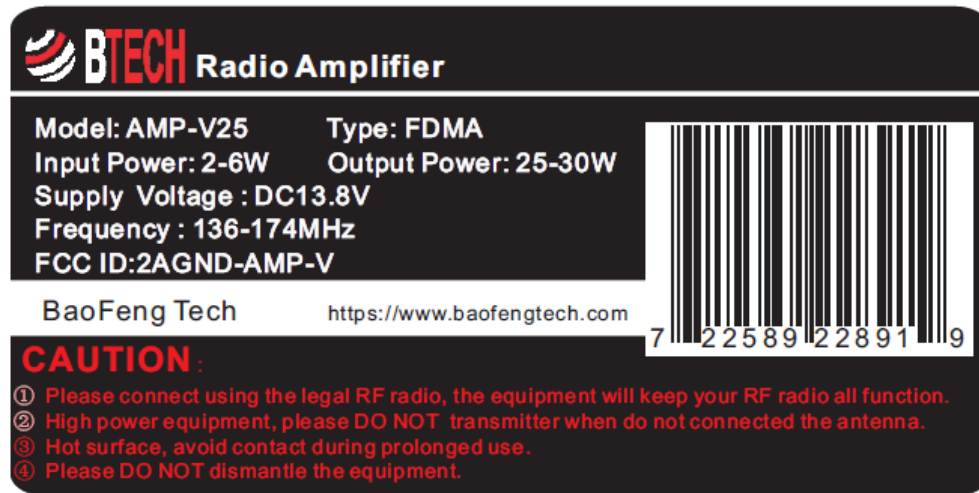 BTECH Radio Amplifier
Model: AMP-V25 Type: FDMA
Input Power: 2-6W Output Power: 25-30W
Supply Voltage : DC13.8V
Frequency : 136-174MHz
FCC ID:2AGND-AMP-V
BaoFeng Tech https://www.baofengtech.com
7 22589 22891 9
CAUTION :
① Please connect using the legal RF radio, the equipment will keep your RF radio all function.
② High power equipment, please DO NOT transmitter when do not connected the antenna.
③ Hot surface, avoid contact during prolonged use.
④ Please DO NOT dismantle the equipment.